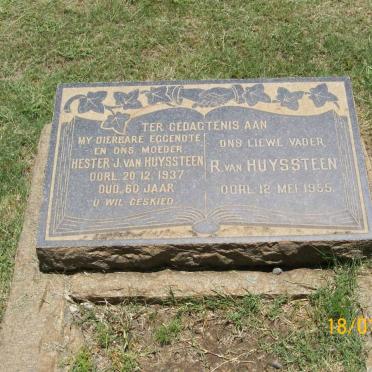 TER GEDAGTENIS AAN
MY DIERBARE EGGENOTE
EN ONS MOEDER
HESTER J. VAN HUYSSTEEN
OORL. 20.12.1937
OUD. 60 JAAR
U WIL GESKIED
ONS LIEWE VADER
R. VAN HUYSSTEEN
OORL. 12 MEI 1955.
18/0